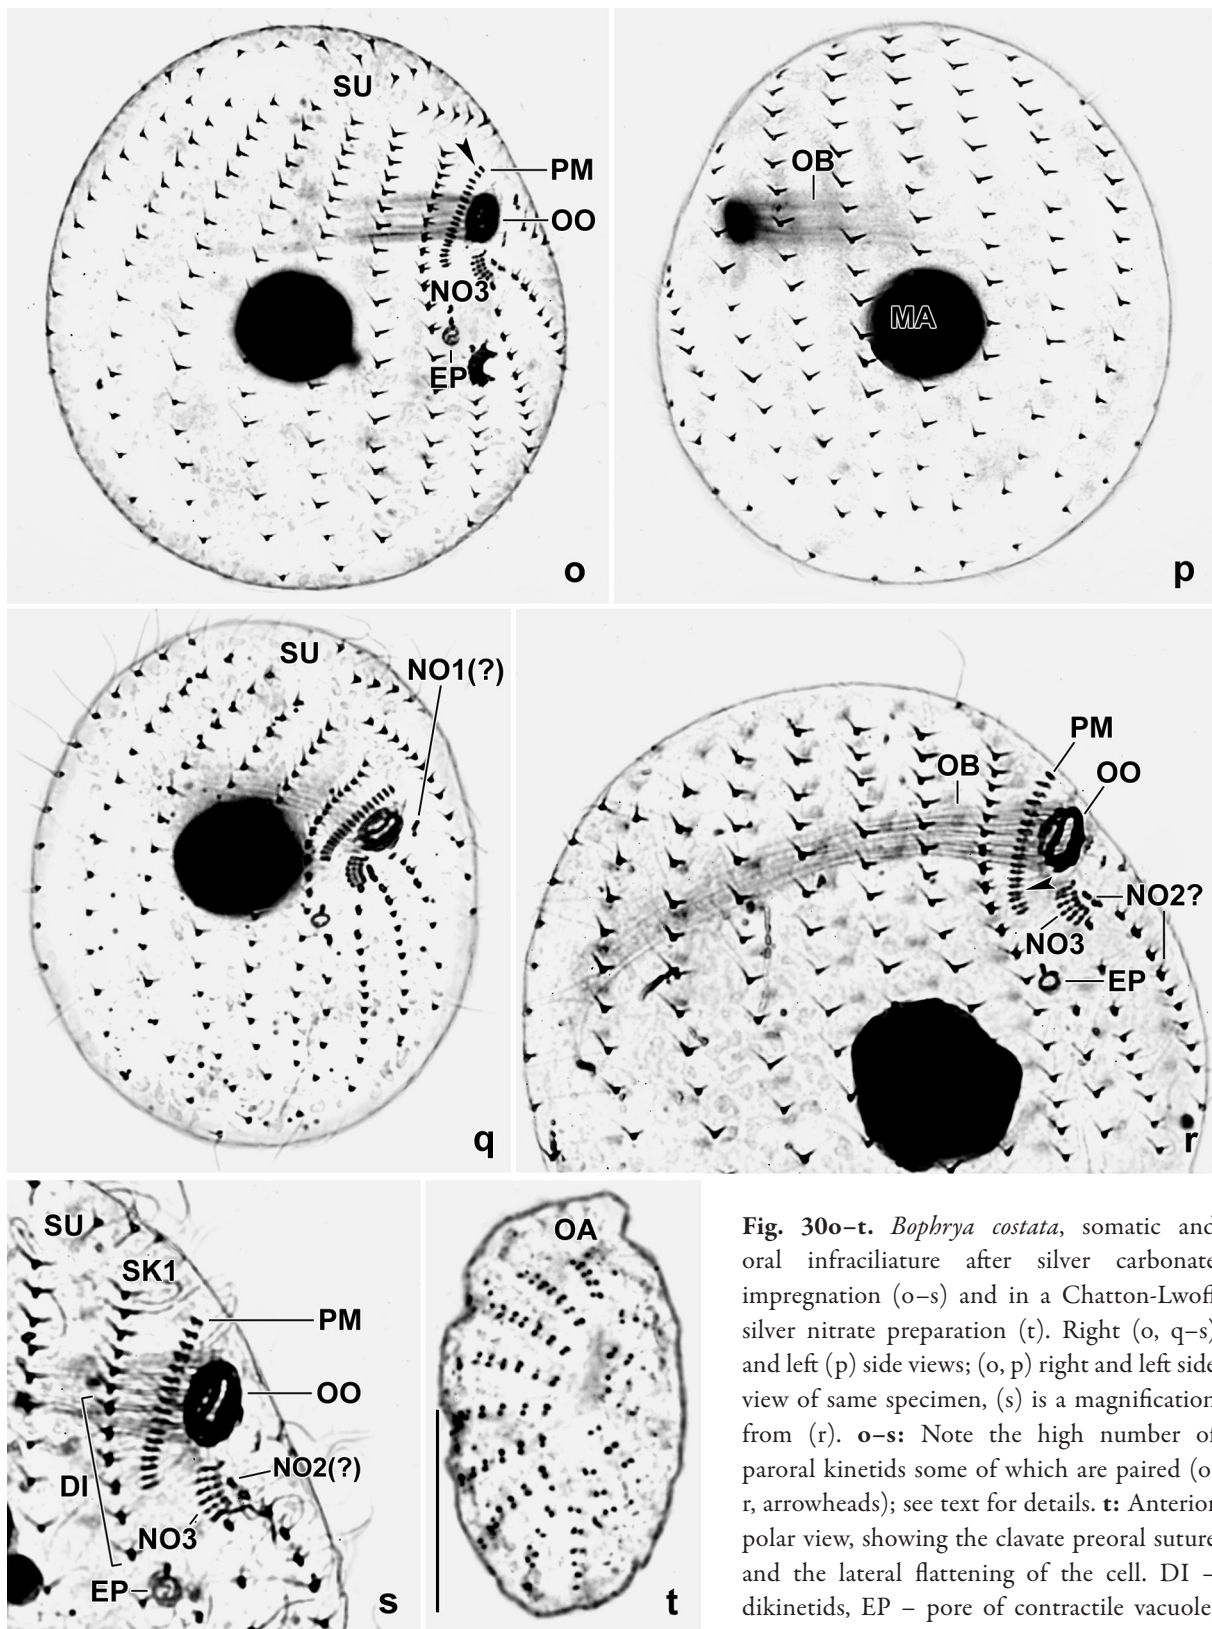 SU
PM
OO
NO3
EP
o
OB
MA
p
SU
NO1(?)
q
PM
OB
OO
NO2?
NO3
EP
r
SU
SK1
PM
OO
DI
NO2(?)
NO3
EP
s
OA
t
Fig. 30o–t. Bophrya costata, somatic and
oral infraciliature after silver carbonate
impregnation (o–s) and in a Chatton-Lwoff
silver nitrate preparation (t). Right (o, q–s)
and left (p) side views; (o, p) right and left side
view of same specimen, (s) is a magnification
from (r). o–s: Note the high number of
paroral kinetids some of which are paired (o,
r, arrowheads); see text for details. t: Anterior
polar view, showing the clavate preoral suture
and the lateral flattening of the cell. DI –
dikinetids, EP – pore of contractile vacuole